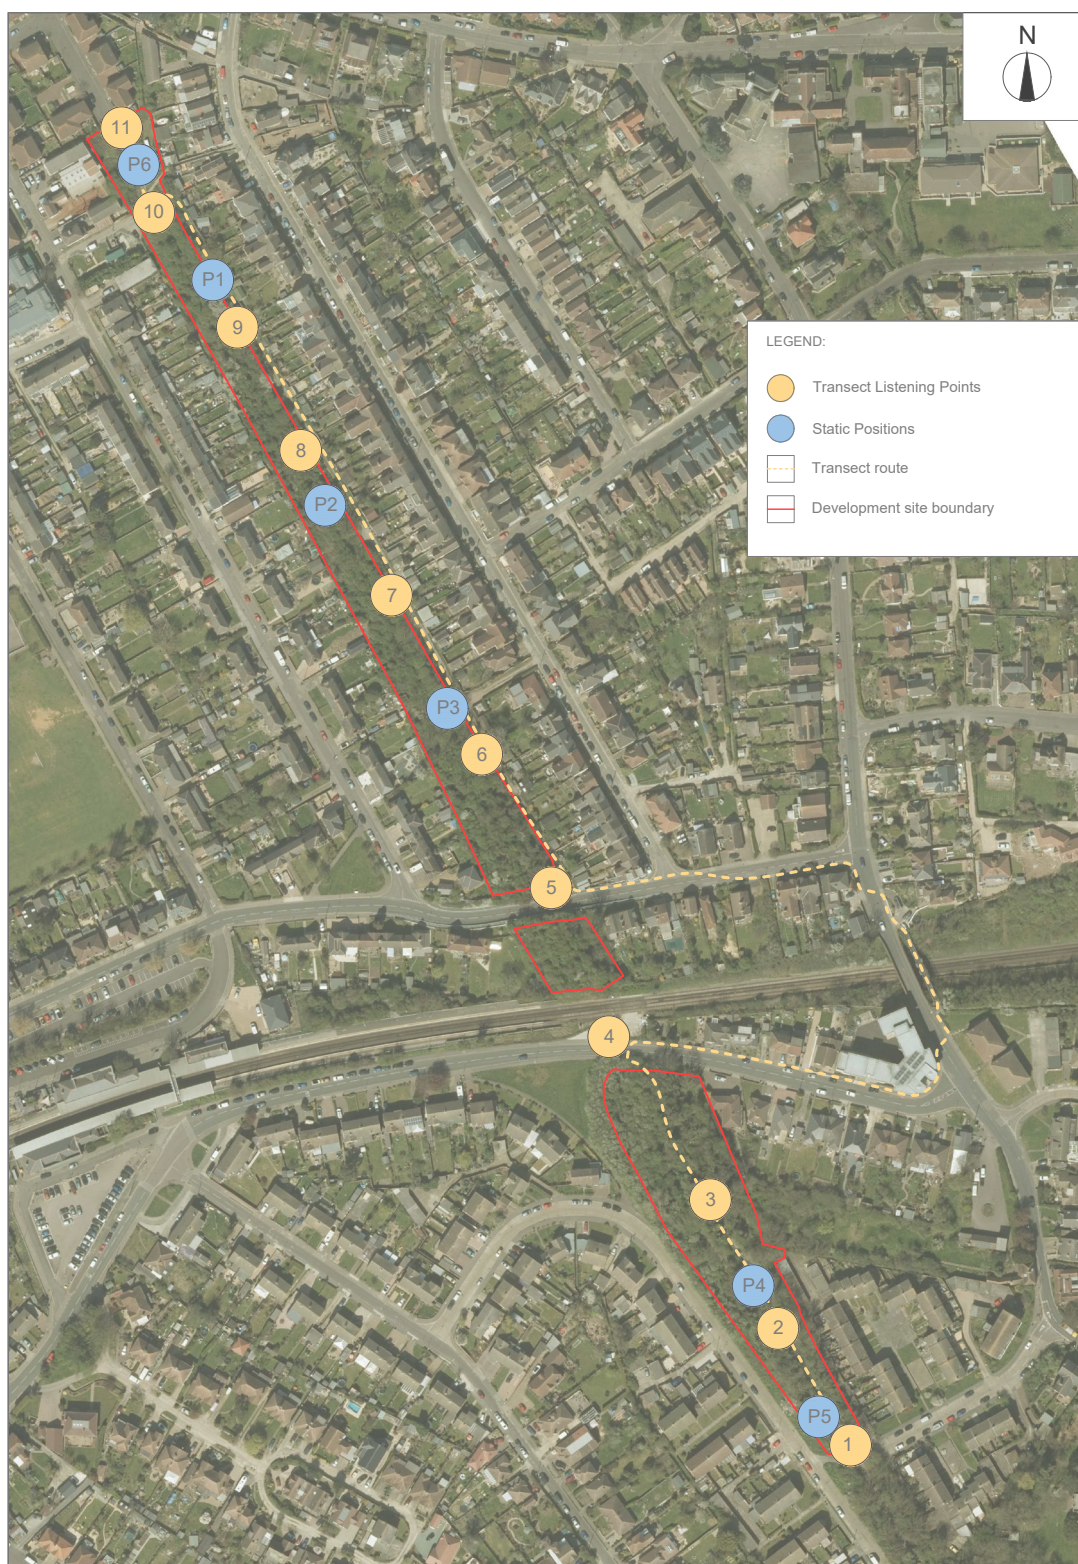 N
11
P6
10
P1
9
LEGEND:
Transect Listening Points
Static Positions
Transect route
Development site boundary
8
P2
7
P3
6
5
4
3
P4
2
P5
1